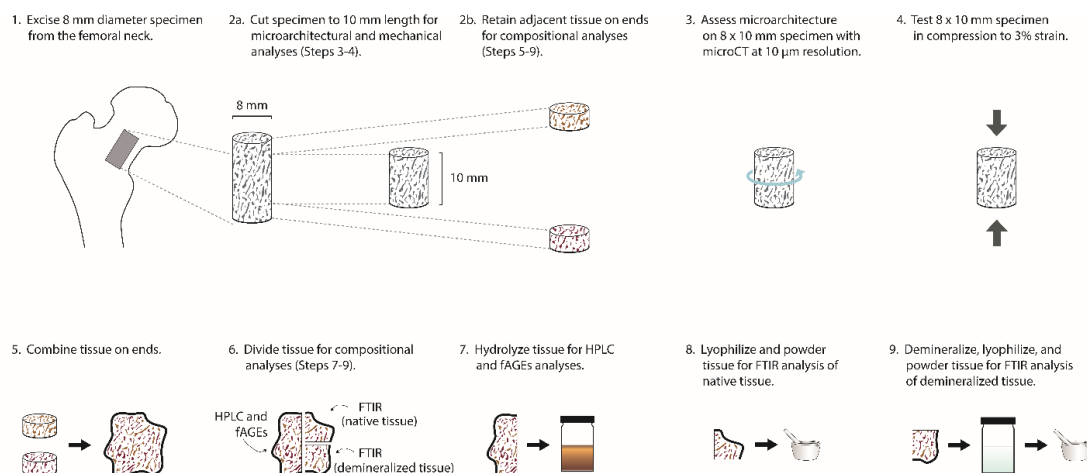 1. Excise 8 mm diameter specimen
from the femoral neck.
2a. Cut specimen to 10 mm length for
microarchitectural and mechanical
analyses (Steps 3-4).
2b. Retain adjacent tissue on ends
for compositional analyses
(Steps 5-9).
3. Assess microarchitecture
on 8 x 10 mm specimen with
microCT at 10 μm resolution.
4. Test 8 x 10 mm specimen
in compression to 3% strain.
8 mm
10 mm
5. Combine tissue on ends.
6. Divide tissue for compositional
analyses (Steps 7-9).
7. Hydrolyze tissue for HPLC
and fAGEs analyses.
8. Lyophilize and powder
tissue for FTIR analysis of
native tissue.
9. Demineralize, lyophilize, and
powder tissue for FTIR analysis
of demineralized tissue.
HPLC and
fAGEs
FTIR
(native tissue)
FTIR
(demineralized tissue)